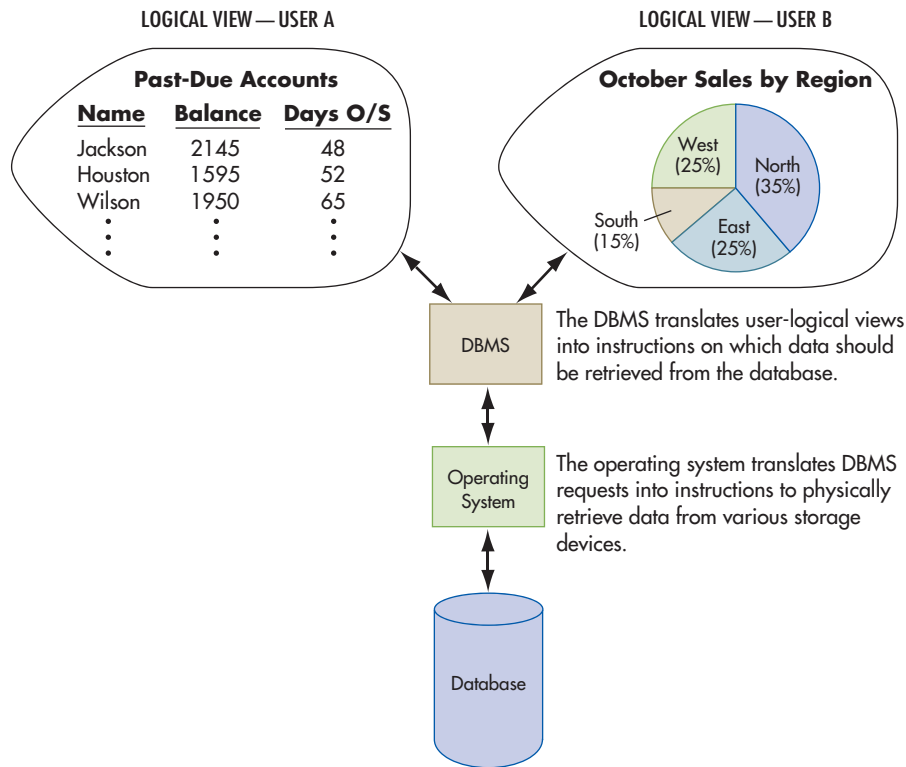 LOGICAL VIEW — USER A
Past-Due Accounts
Name Balance Days O/S
Jackson 2145 48
Houston 1595 52
Wilson 1950 65
LOGICAL VIEW — USER B
October Sales by Region
West
(25%)
North
(35%)
South
(15%)
East
(25%)
DBMS
The DBMS translates user-logical views
into instructions on which data should
be retrieved from the database.
Operating
System
The operating system translates DBMS
requests into instructions to physically
retrieve data from various storage
devices.
Database